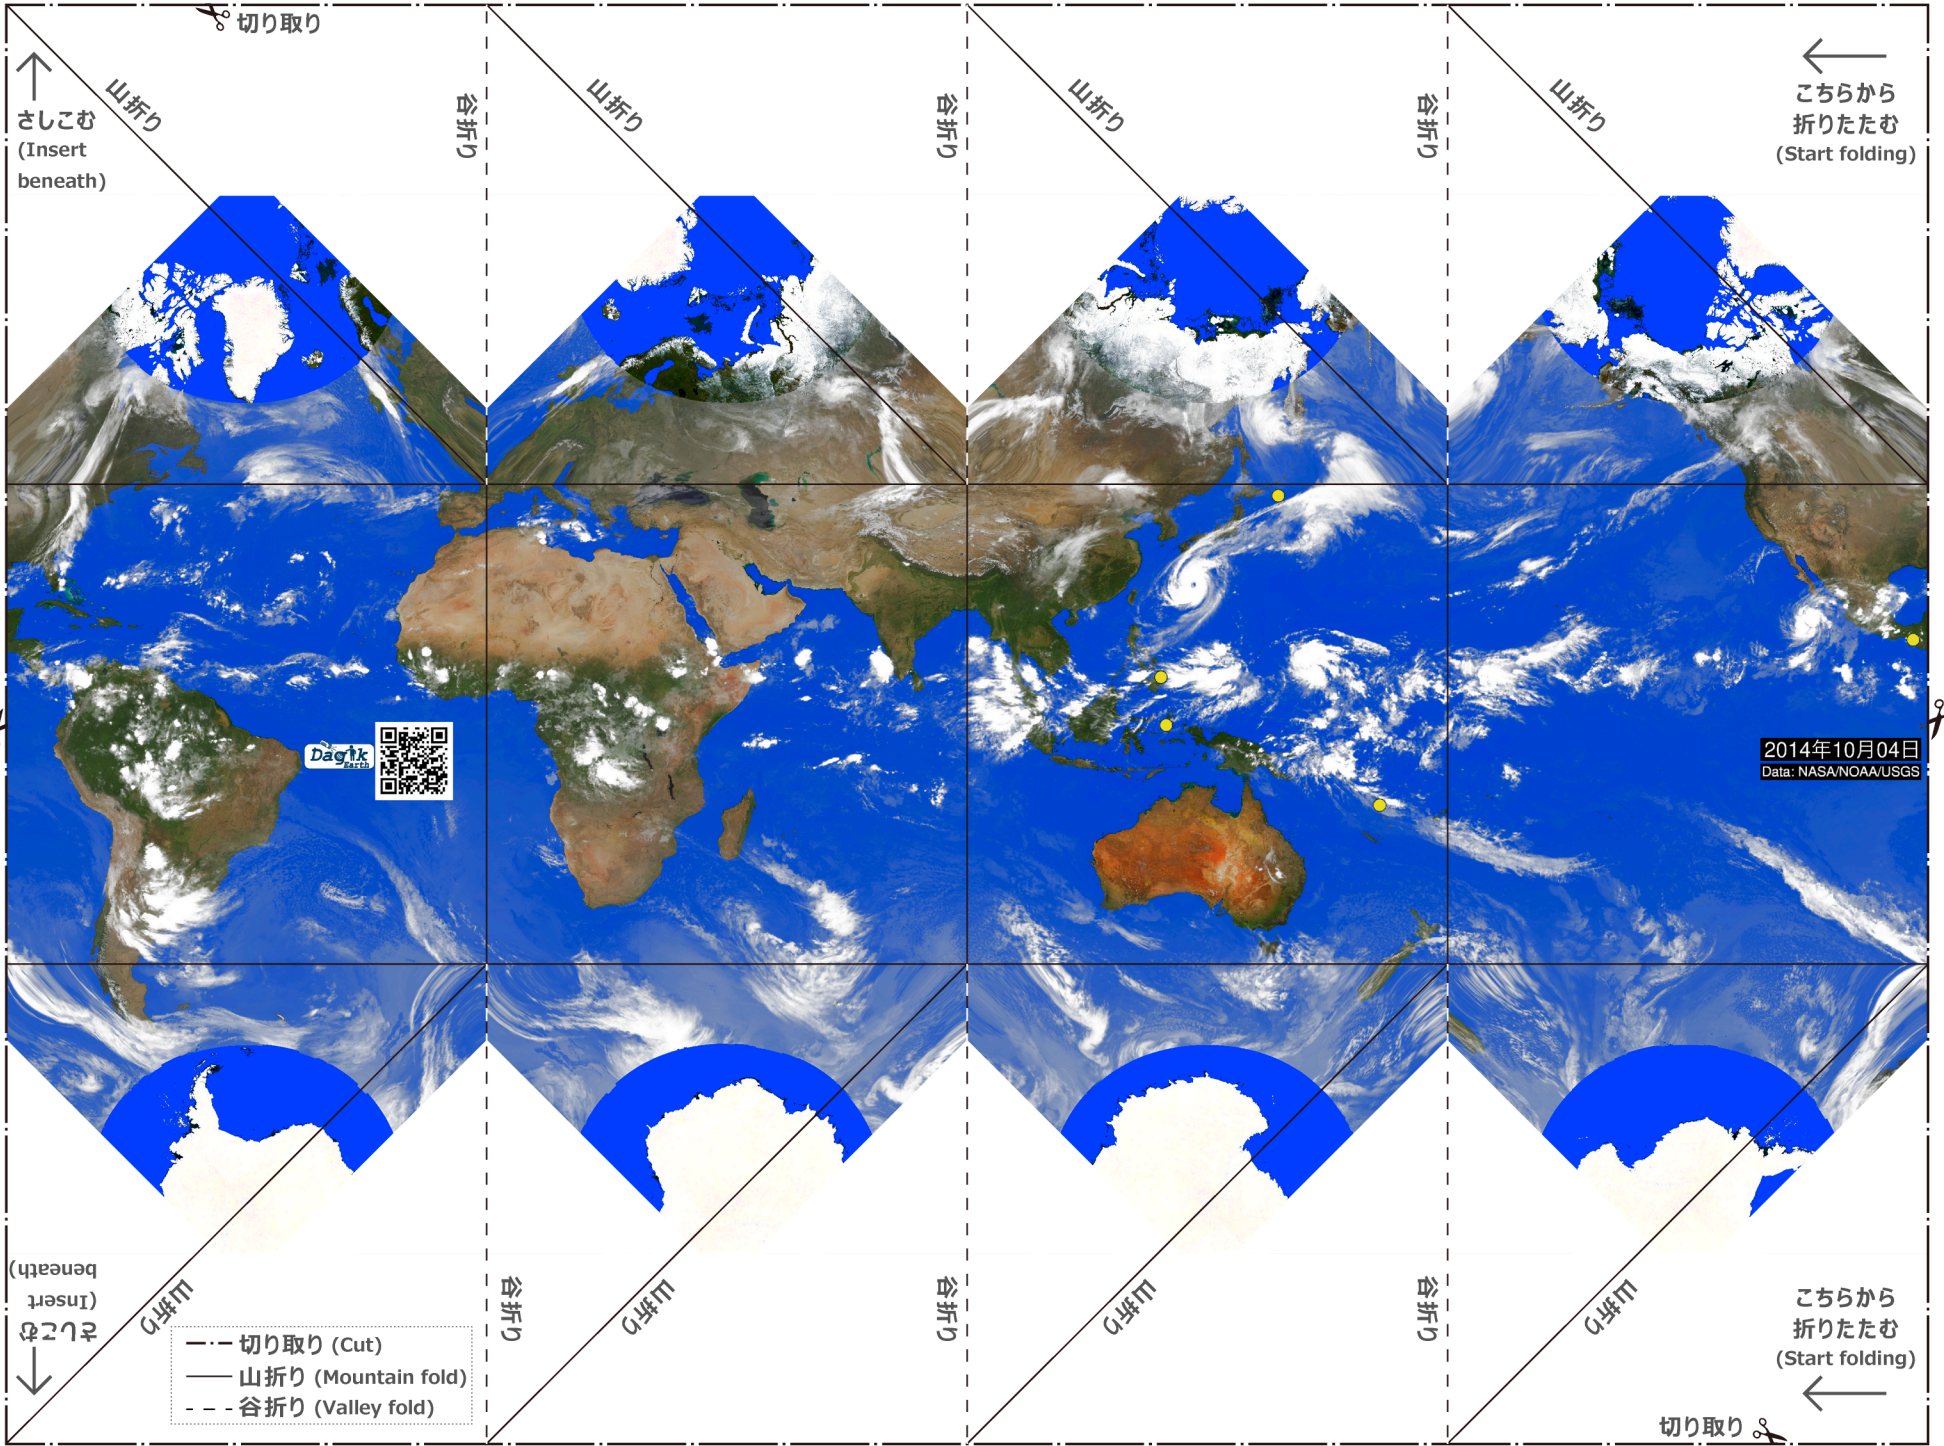 切り取り
山折り
谷折り
山折り
谷折り
山折り
谷折り
山折り
さしこむ
(Insert
beneath)
こちらから
折りたたむ
(Start folding)
Dagik
Earth
2014年10月04日
Data: NASA/NOAA/USGS
さしこむ
(Insert
beneath)
山折り
谷折り
山折り
谷折り
山折り
谷折り
山折り
こちらから
折りたたむ
(Start folding)
切り取り (Cut)
山折り (Mountain fold)
谷折り (Valley fold)
切り取り